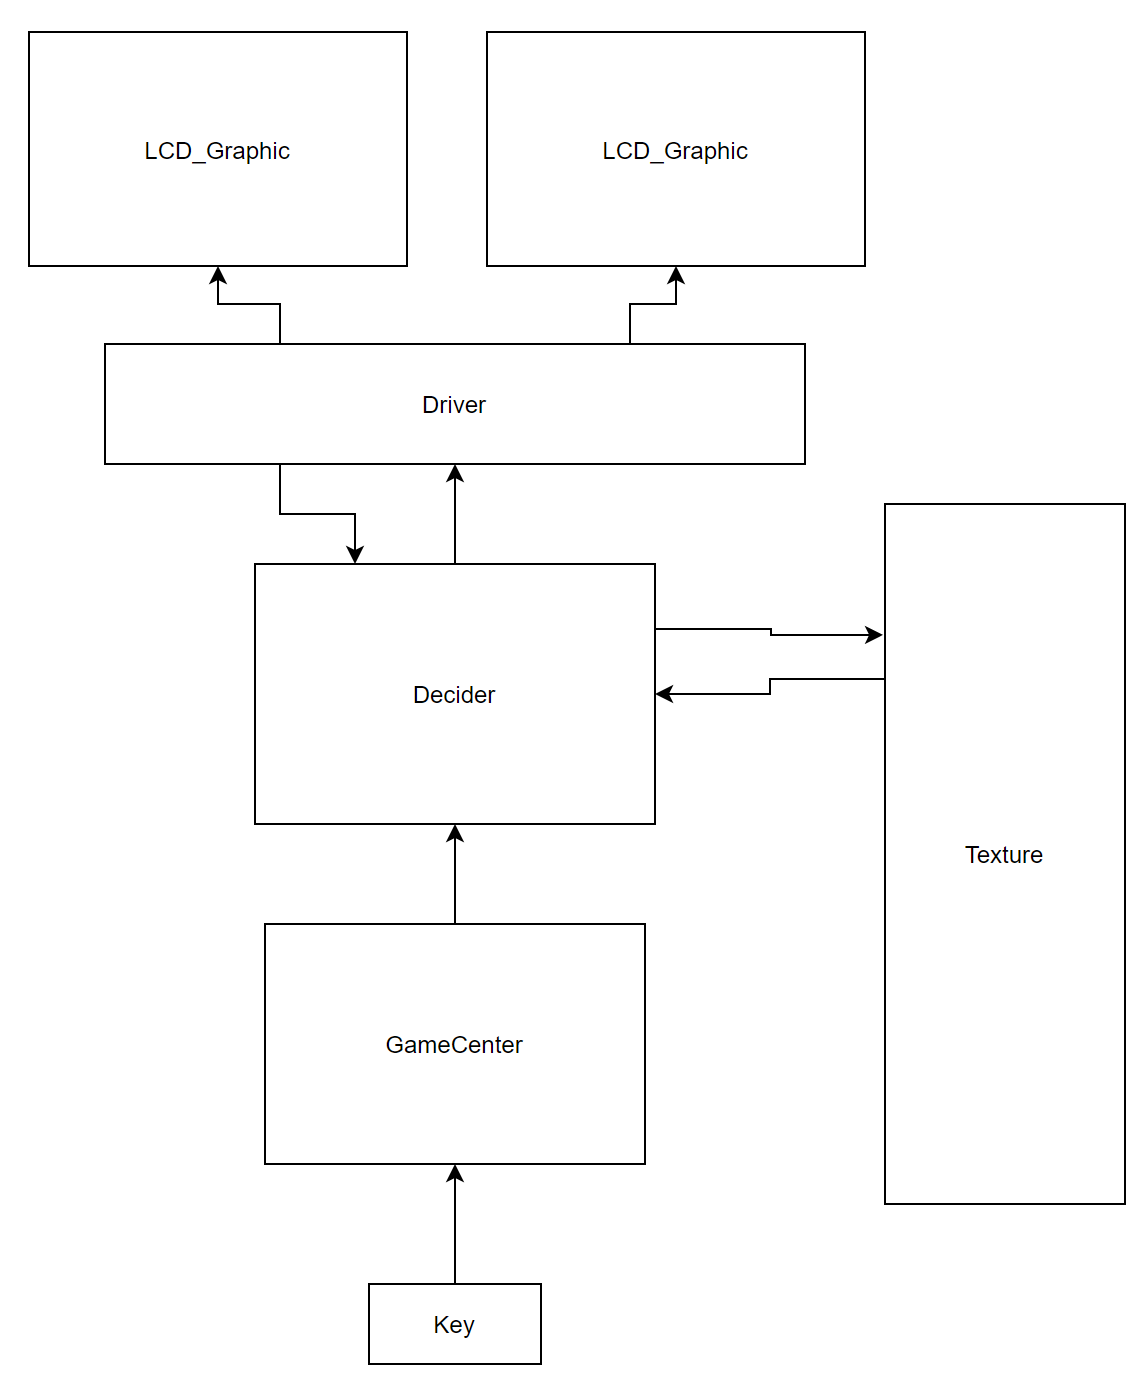 LCD_Graphic
LCD_Graphic
Driver
Decider
Texture
GameCenter
Key